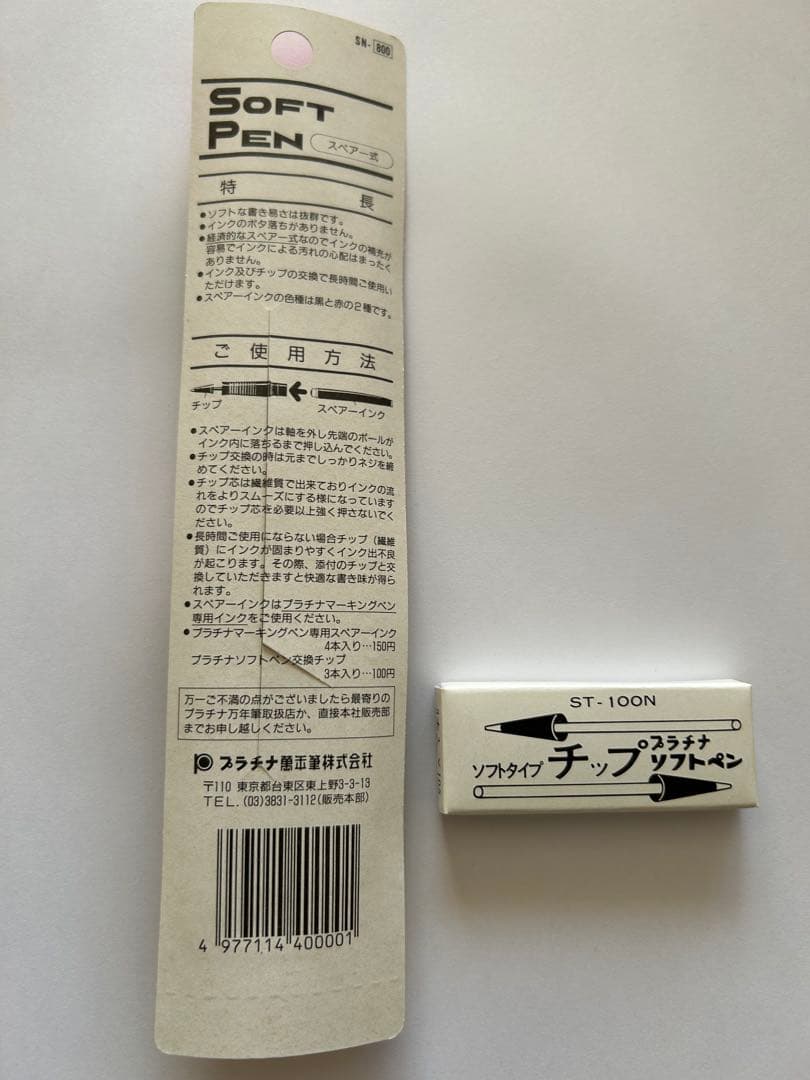 SN-800
SOFT
PEN スペアー式
特長
●ソフトな書き易さは抜群です。
●インクのボタ落ちがありません。
●経済的なスペアー式なのでインクの補充が
容易でインクによる汚れの心配はまったく
ありません。
●インク及びチップの交換で長時間ご使用い
ただけます。
●スペアーインクの色種は黒と赤の2種です。
ご使用方法
チップ スペアーインク
●スペアーインクは軸を外し先端のボールが
インク内に落ちるまで押し込んでください。
●チップ交換の時は元までしっかりネジを締
めてください。
●チップ芯は繊維質で出来ておりインクの流
れをよりスムーズにする様になっています
のでチップ芯を必要以上強く押さないでく
ださい。
●長時間ご使用にならない場合チップ(繊維
質)にインクが固まりやすくインク出不良
が起こります。その際、添付のチップと交
換していただきますと快適な書き味が得ら
れます。
●スペアーインクはプラチナマーキングペン
専用インクをご使用ください。
●プラチナマーキングペン専用スペアーインク
4本入り…150円
プラチナソフトペン交換チップ
3本入り…100円
万一ご不満の点がございましたら最寄りの
プラチナ万年筆取扱店か、直接本社販売部
までお申し越しください。
プラチナ萬年筆株式会社
〒110 東京都台東区東上野3-3-13
TEL.(03)3831-3112(販売本部)
4 977114 400001
ST-100N
ソフトタイプ チップ プラチナ
ソフトペン